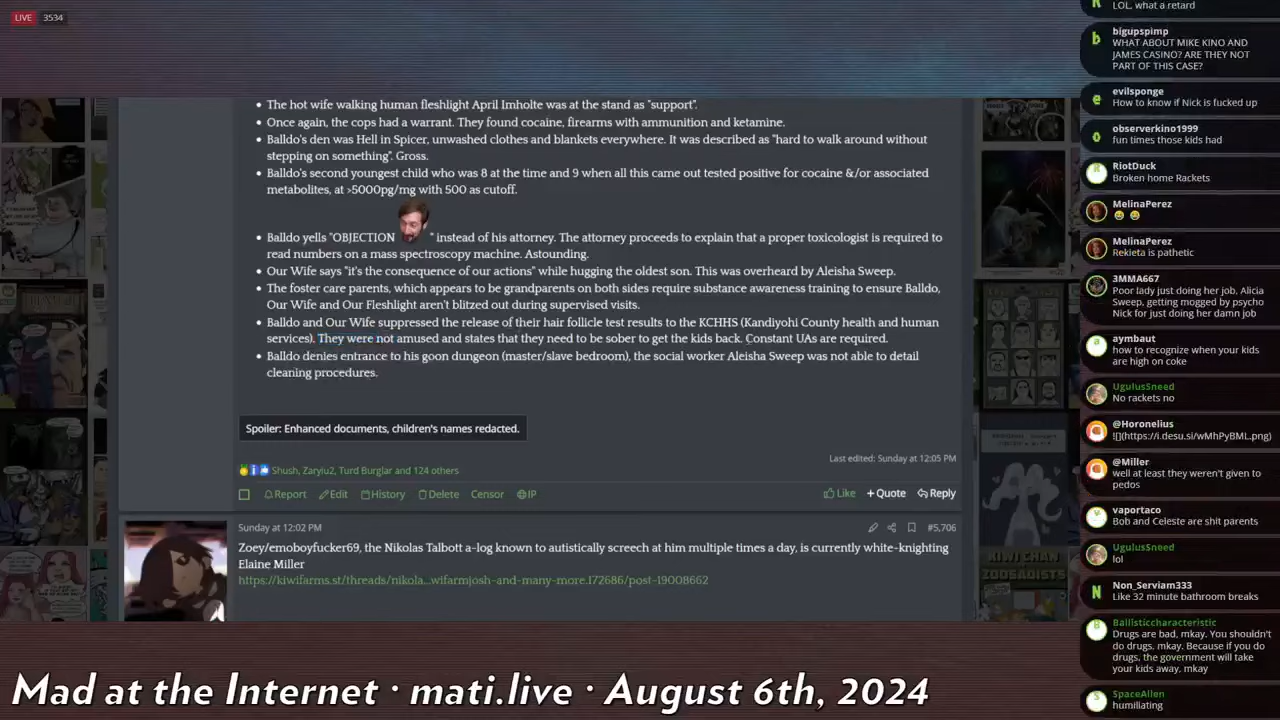 LIVE 3534
The hot wife walking human fleshlight April Imholte was at the stand as "support".
Once again, the cops had a warrant. They found cocaine, firearms with ammunition and ketamine.
Balldo's den was Hell in Spicer, unwashed clothes and blankets everywhere. It was described as "hard to walk around without
stepping on something". Gross.
Balldo's second youngest child who was 8 at the time and 9 when all this came out tested positive for cocaine &/or associated
metabolites, at >5000pg/mg with 500 as cutoff.
Balldo yells "OBJECTION " instead of his attorney. The attorney proceeds to explain that a proper toxicologist is required to
read numbers on a mass spectroscopy machine. Astounding.
Our Wife says "it's the consequence of our actions" while hugging the oldest son. This was overheard by Aleisha Sweep.
The foster care parents, which appears to be grandparents on both sides require substance awareness training to ensure Balldo,
Our Wife and Our Fleshlight aren't blitzed out during supervised visits.
Balldo and Our Wife suppressed the release of their hair follicle test results to the KCHHS (Kandiyohi County health and human
services). They were not amused and states that they need to be sober to get the kids back. Constant UAs are required.
Balldo denies entrance to his goon dungeon (master/slave bedroom), the social worker Aleisha Sweep was not able to detail
cleaning procedures.
Spoiler: Enhanced documents, children's names redacted.
Last edited: Sunday at 12:05 PM
Shush, Zaryiu2, Turd Burglar and 124 others
Report Edit History Delete Censor IP
Like +Quote Reply
Sunday at 12:02 PM
#5,706
Zoey/emoboyfucker69, the Nikolas Talbott a-log known to autistically screech at him multiple times a day, is currently white-knighting
Elaine Miller
https://kiwifarms.st/threads/nikola...wifarmjosh-and-many-more.172686/post-19008662
KIWI CHAN
ZOOSADISTS
LOL. what a retard
bigupspimp
WHAT ABOUT MIKE KINO AND
JAMES CASINO? ARE THEY NOT
PART OF THIS CASE?
evilsponge
How to know if Nick is fucked up
observerkino1999
fun times those kids had
RiotDuck
Broken home Rackets
MelinaPerez
MelinaPerez
Rekieta is pathetic
3MMA667
Poor lady just doing her job, Alicia
Sweep, getting mogged by psycho
Nick for just doing her damn job
aymbaut
how to recognize when your kids
are high on coke
UgulusSneed
No rackets no
@Horonelius
![](https://i.desu.si/wMhPyBML.png)
@Miller
well at least they weren't given to
pedos
vaportaco
Bob and Celeste are shit parents
UgulusSneed
lol
Non_Serviam333
Like 32 minute bathroom breaks
Ballisticcharacteristic
Drugs are bad, mkay. You shouldn't
do drugs, mkay. Because if you do
drugs, the government will take
your kids away, mkay
SpaceAllen
humiliating
Mad at the Internet · mati.live · August 6th, 2024